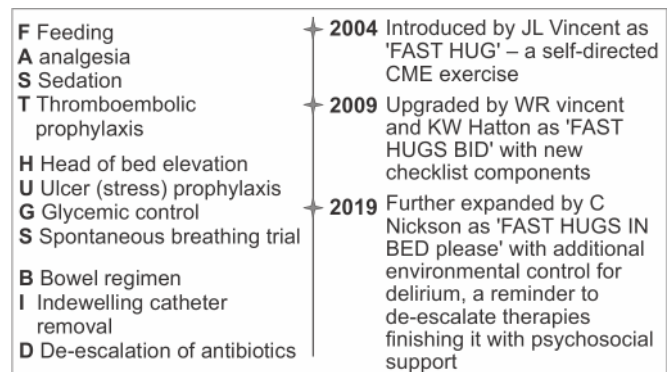 F Feeding
A analgesia
S Sedation
T Thromboembolic
prophylaxis
H Head of bed elevation
U Ulcer (stress) prophylaxis
G Glycemic control
S Spontaneous breathing trial
B Bowel regimen
I Indewelling catheter
removal
D De-escalation of antibiotics
2004 Introduced by JL Vincent as
'FAST HUG' – a self-directed
CME exercise
2009 Upgraded by WR vincent
and KW Hatton as 'FAST
HUGS BID' with new
checklist components
2019 Further expanded by C
Nickson as 'FAST HUGS IN
BED please' with additional
environmental control for
delirium, a reminder to
de-escalate therapies
finishing it with psychosocial
support